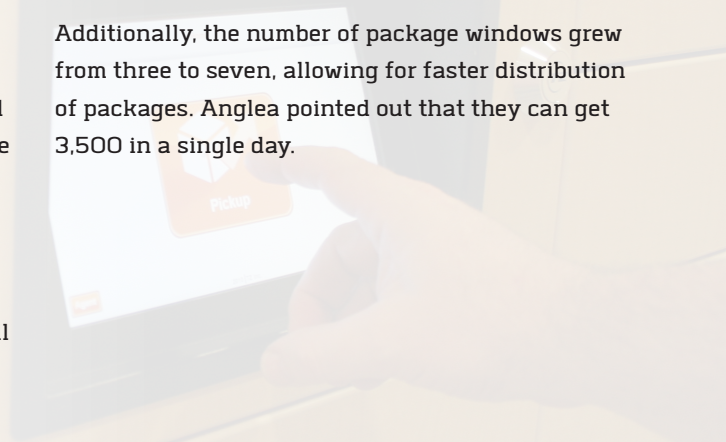 Additionally, the number of package windows grew
from three to seven, allowing for faster distribution
of packages. Anglea pointed out that they can get
3,500 in a single day.
Pickup